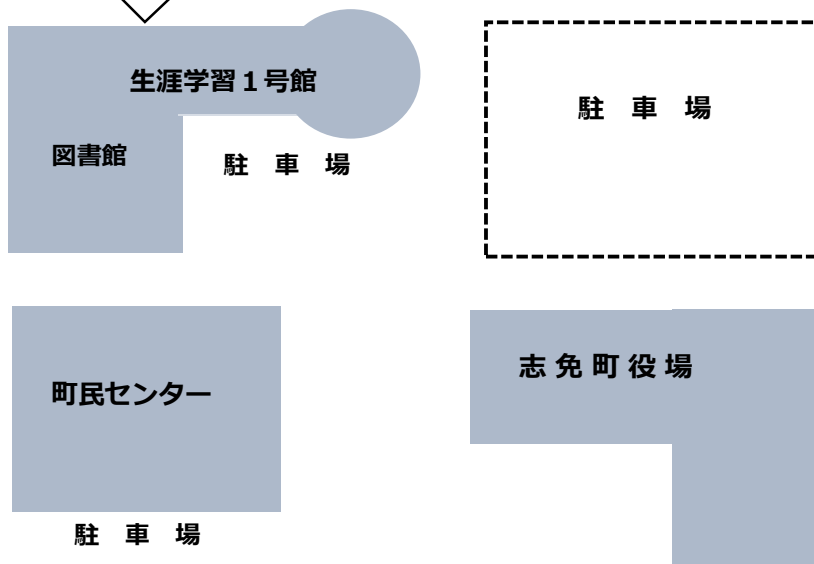 生涯学習１号館
駐 車 場
図書館
駐 車 場
志免町役場
町民センター
駐 車 場